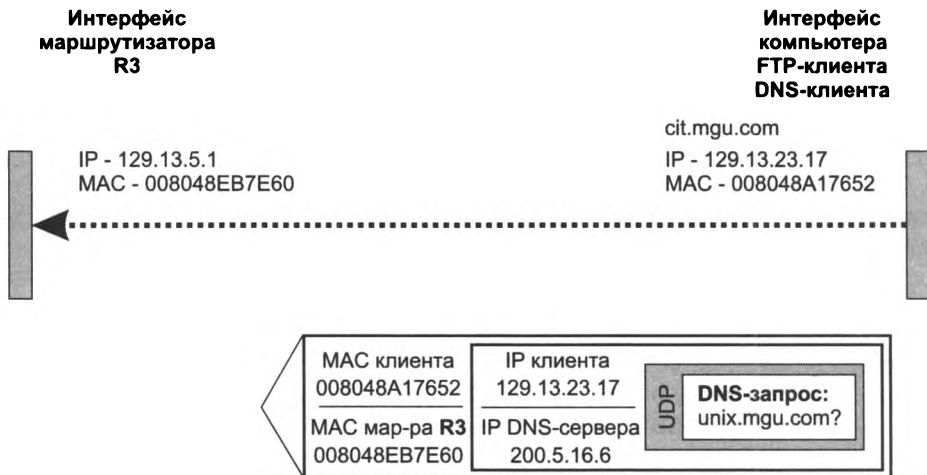 Интерфейс
маршрутизатора
R3
Интерфейс
компьютера
FTP-клиента
DNS-клиента
cit.mgu.com
IP - 129.13.5.1
MAC - 008048EB7E60
IP - 129.13.23.17
MAC - 008048A17652
MAC клиента
008048A17652
MAC мар-ра R3
008048EB7E60
IP клиента
129.13.23.17
IP DNS-сервера
200.5.16.6
UDP
DNS-запрос:
unix.mgu.com?